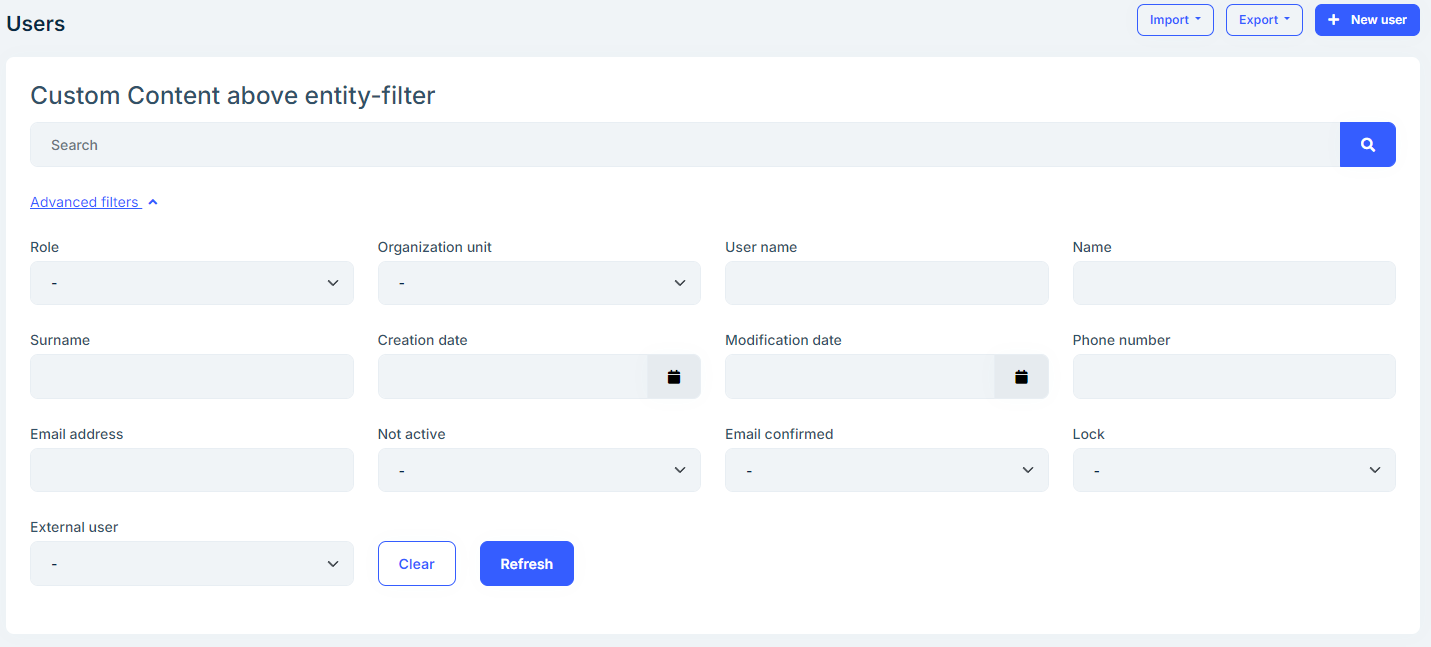 Users
Import
Export
New user
Custom Content above entity-filter
Search
Advanced filters
Role
Organization unit
User name
Name
-
-
Surname
Creation date
Modification date
Phone number
Email address
Not active
Email confirmed
Lock
-
-
-
External user
-
Clear
Refresh